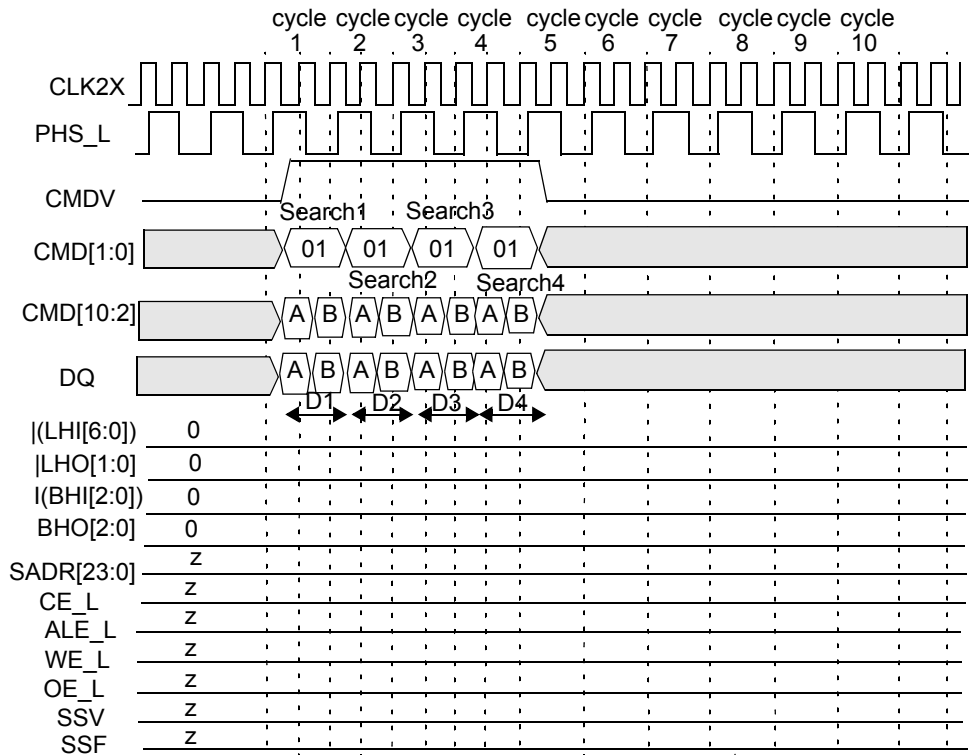 cycle cycle cycle cycle cycle cycle cycle cycle cycle cycle
1 2 3 4 5 6 7 8 9 10
CLK2X
PHS_L
CMDV
Search1 Search3
CMD[1:0] 01 01 01 01
Search2 Search4
CMD[10:2] A B A B A B A B
DQ A B A B A B A B
D1 D2 D3 D4
|(LHI[6:0]) 0
|LHO[1:0] 0
I(BHI[2:0]) 0
BHO[2:0] 0
SADR[23:0] z
CE_L z
ALE_L z
WE_L z
OE_L z
SSV z
SSF z